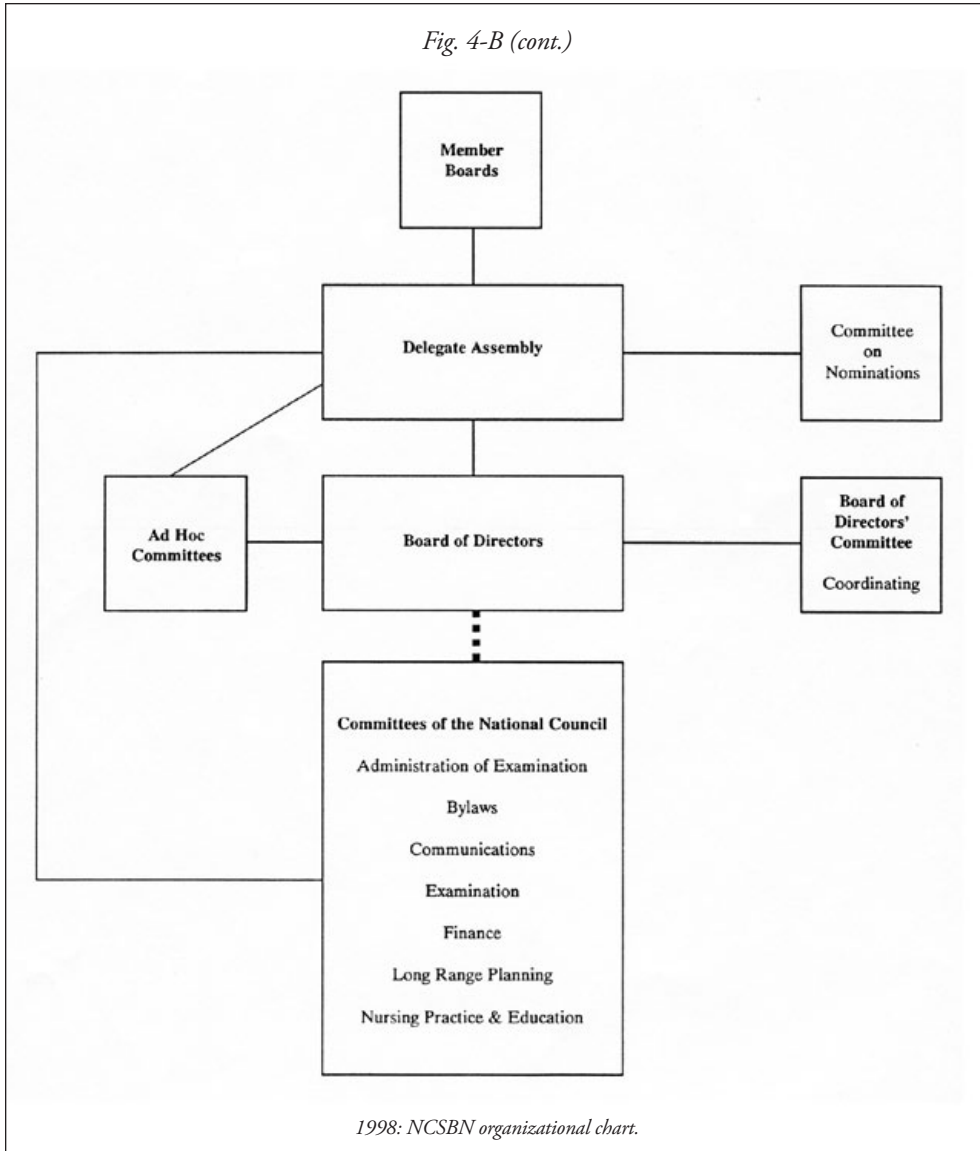 Fig. 4-B (cont.)
Member
Boards
Delegate Assembly
Committee
on
Nominations
Ad Hoc
Committees
Board of Directors
Board of
Directors'
Committee
Coordinating
Committees of the National Council
Administration of Examination
Bylaws
Communications
Examination
Finance
Long Range Planning
Nursing Practice & Education
1998: NCSBN organizational chart.